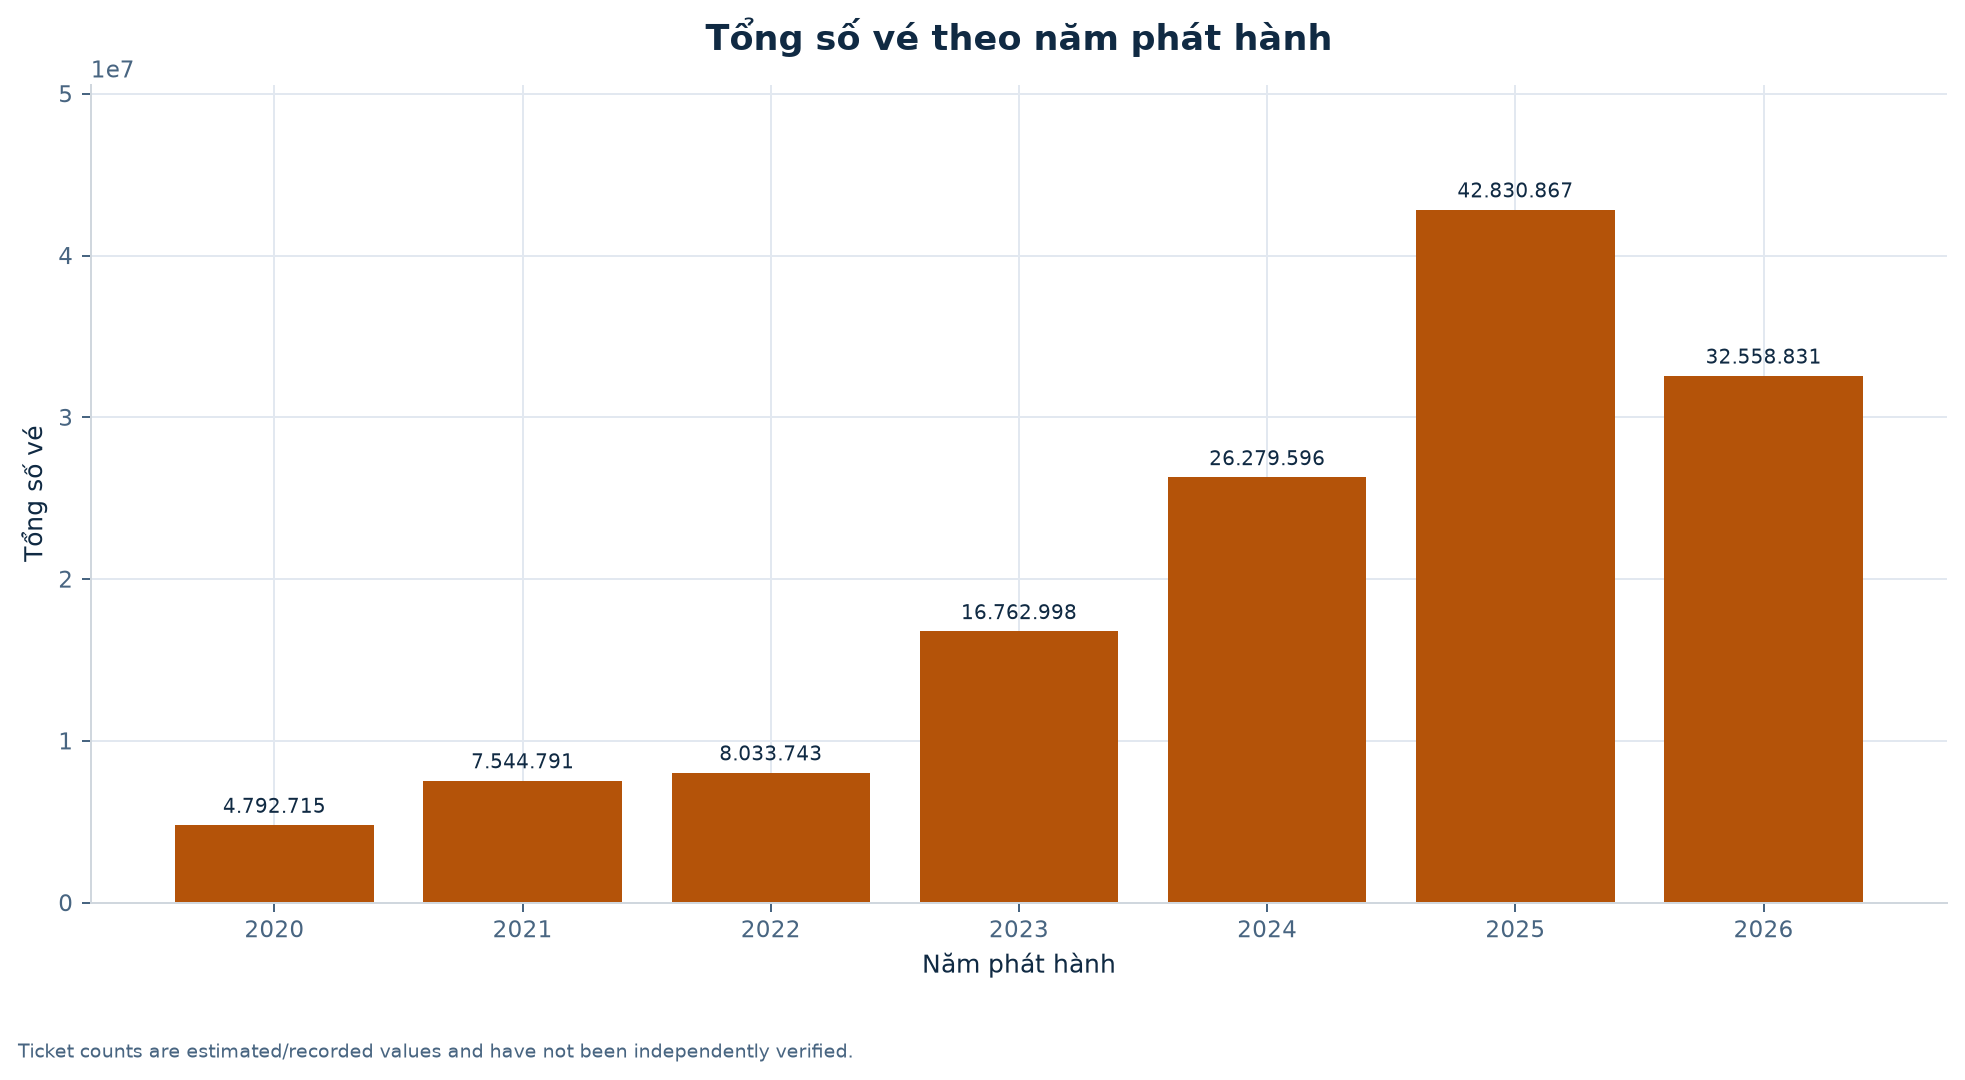 Tổng số vé theo năm phát hành
1e7
5
4
3
2
1
0
Tổng số vé
4.792.715
7.544.791
8.033.743
16.762.998
26.279.596
42.830.867
32.558.831
2020 2021 2022 2023 2024 2025 2026
Năm phát hành
Ticket counts are estimated/recorded values and have not been independently verified.